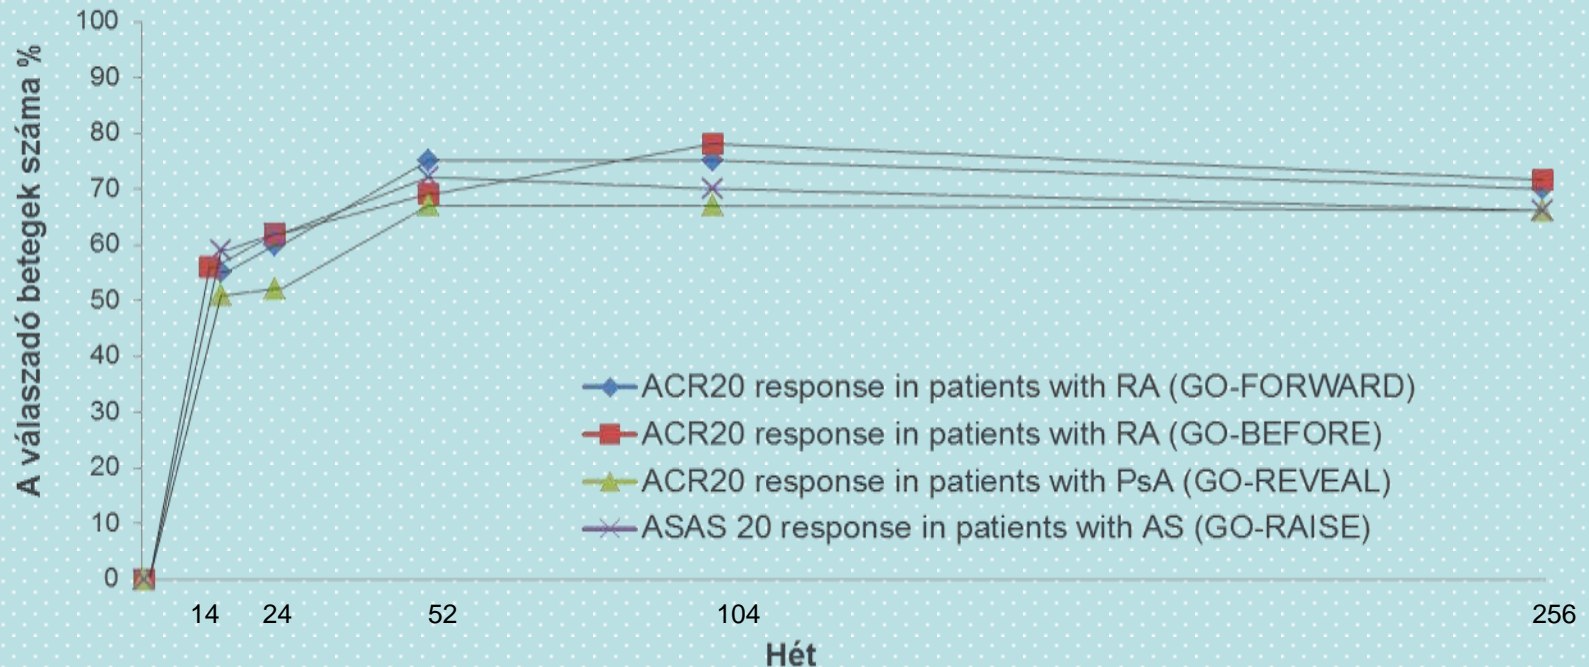 A válaszadó betegek száma %
100
90
80
70
60
50
40
30
20
10
0
ACR20 response in patients with RA (GO-FORWARD)
ACR20 response in patients with RA (GO-BEFORE)
ACR20 response in patients with PsA (GO-REVEAL)
ASAS 20 response in patients with AS (GO-RAISE)
14 24 52 104 256
Hét